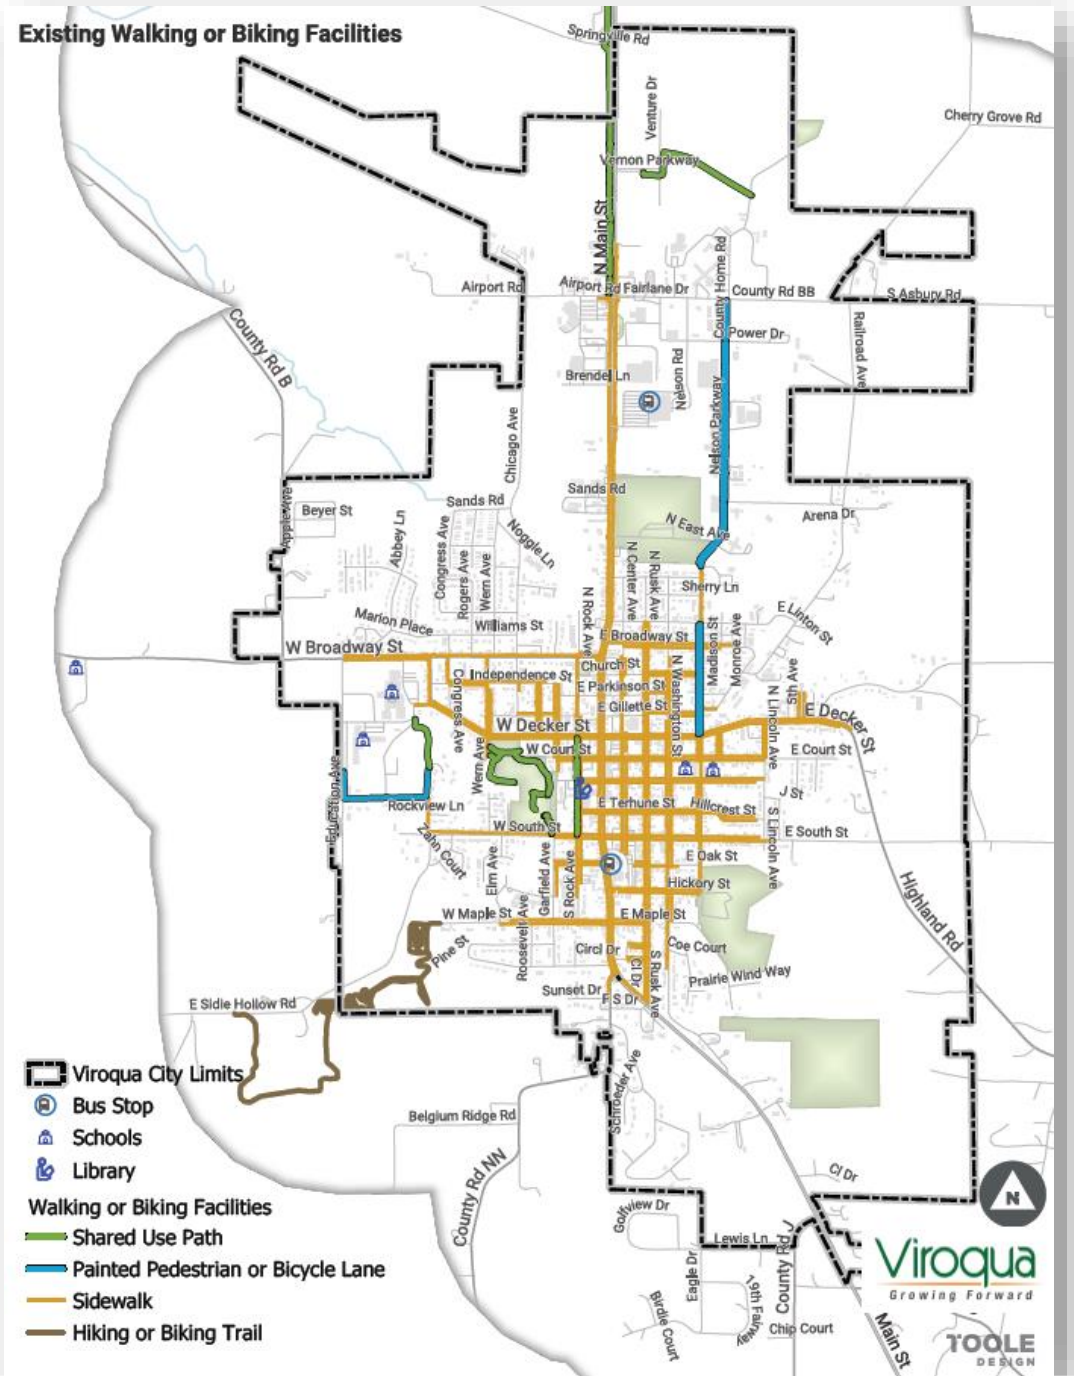 Existing Walking or Biking Facilities
Springville Rd
Cherry Grove Rd
Venture Dr
Vernon Parkway
N Main St
County Home Rd
Airport Rd
Airport Rd
Fairlane Dr
County Rd BB
S Asbury Rd
County Rd B
Power Dr
Railroad Ave
Brendel Ln
Nelson Rd
Nelson Parkway
Chicago Ave
Sands Rd
Sands Rd
Apple Ave
Beyer St
Abbey Ln
Congress Ave
Noggle Ln
N East Ave
Arena Dr
Rogers Ave
Wern Ave
N Center Ave
N Rusk Ave
Sherry Ln
N Rock Ave
Marion Place
Williams St
E Broadway St
Madison St
Monroe Ave
E Linton St
W Broadway St
Church St
Independence St
E Parkinson St
N Washington St
5th Ave
Congress Ave
E Gillette St
N Lincoln Ave
W Decker St
E Decker St
W Court St
E Court St
Wern Ave
Education Ave
J St
Rockview Ln
E Terhune St
Hillcrest St
Zahn Court
W South St
S Lincoln Ave
E South St
Elm Ave
Garfield Ave
S Rock Ave
E Oak St
Hickory St
Highland Rd
W Maple St
E Maple St
Roosevelt Ave
Pine St
Circl Dr
Coe Court
Cl Dr
S Rusk Ave
Prairie Wind Way
Sunset Dr
F S Dr
E Sidie Hollow Rd
Schroeder Ave
Belgium Ridge Rd
County Rd NN
Cl Dr
Golfview Dr
Lewis Ln
County Rd J
Eagle Dr
19th Fairway
Birdie Court
Chip Court
Main St
Viroqua City Limits
Bus Stop
Schools
Library
Walking or Biking Facilities
Shared Use Path
Painted Pedestrian or Bicycle Lane
Sidewalk
Hiking or Biking Trail
N
Viroqua
Growing Forward
TOOLE
DESIGN